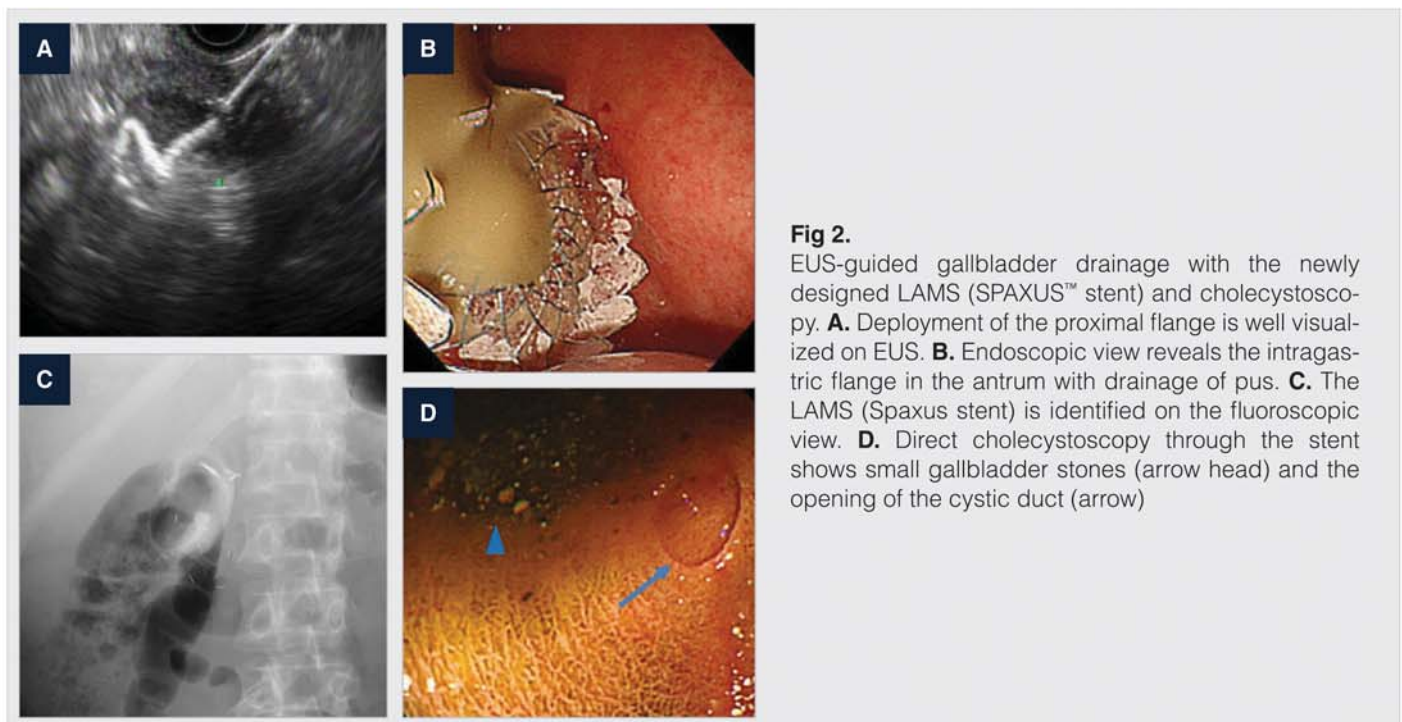 A
B
C
D
Fig 2.
EUS-guided gallbladder drainage with the newly
designed LAMS (SPAXUS™ stent) and cholecystosco-
py. A. Deployment of the proximal flange is well visual-
ized on EUS. B. Endoscopic view reveals the intragas-
tric flange in the antrum with drainage of pus. C. The
LAMS (Spaxus stent) is identified on the fluoroscopic
view. D. Direct cholecystoscopy through the stent
shows small gallbladder stones (arrow head) and the
opening of the cystic duct (arrow)